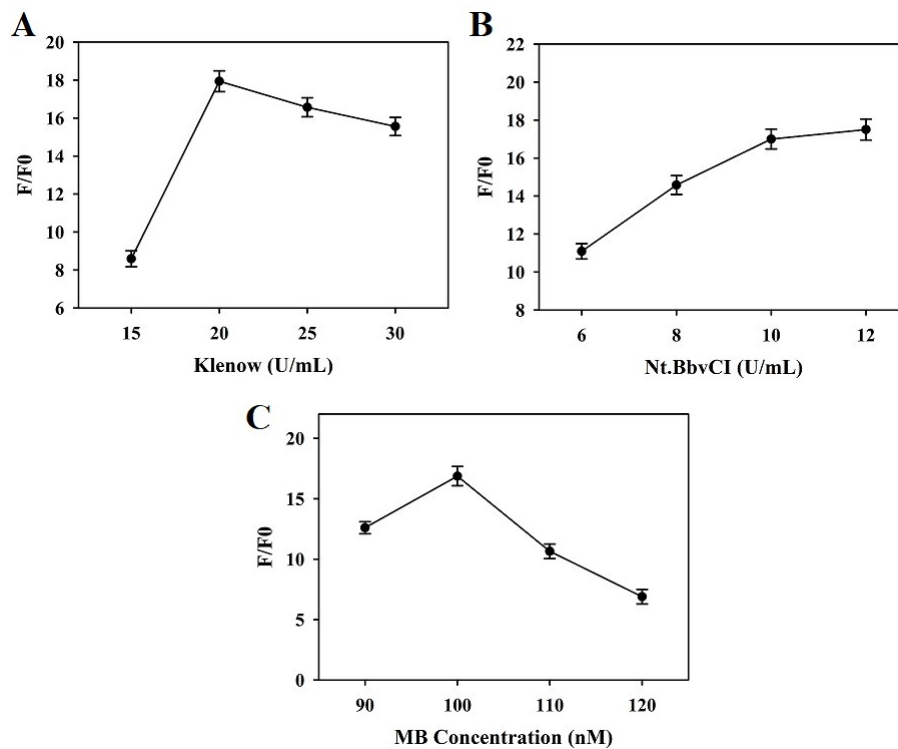 A
20
18
16
14
12
10
8
6
F/F0
15 20 25 30
Klenow (U/mL)
B
22
20
18
16
14
12
10
8
F/F0
6 8 10 12
Nt.BbvCI (U/mL)
C
20
15
10
5
0
F/F0
90 100 110 120
MB Concentration (nM)